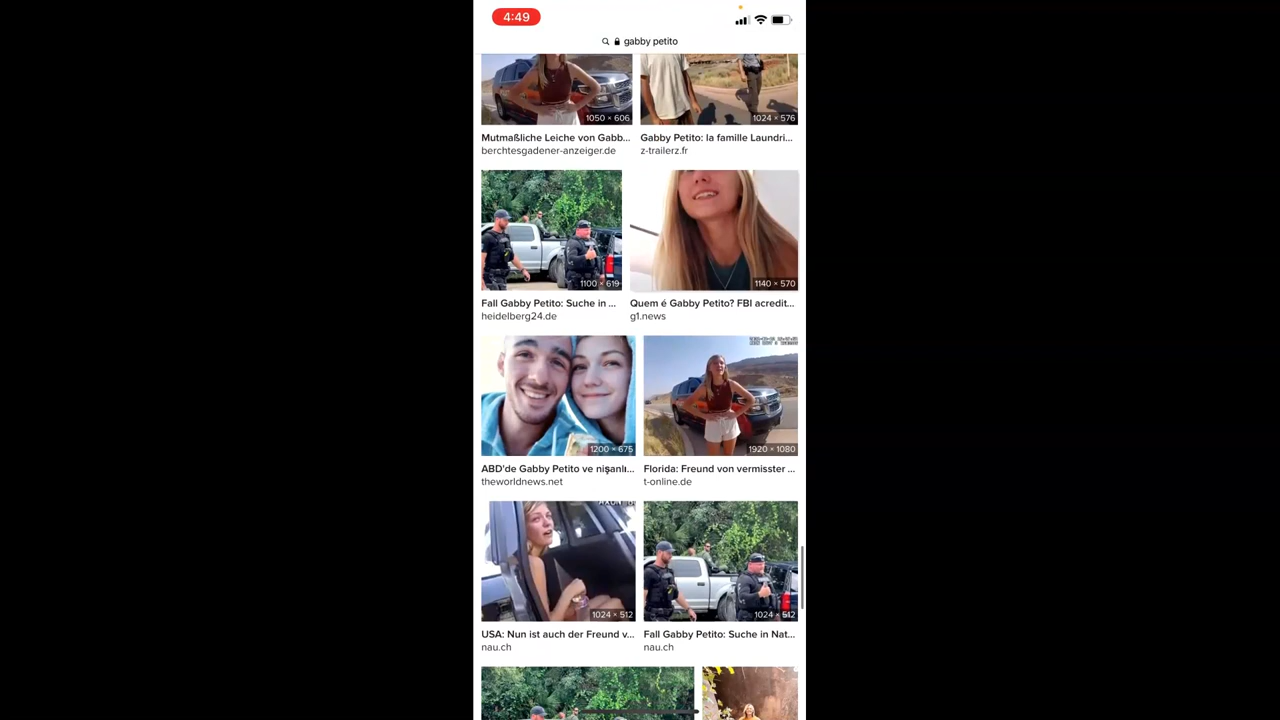 4:49
gabby petito
1050 × 606
1024 × 576
Mutmaßliche Leiche von Gabb...
Gabby Petito: la famille Laundri...
berchtesgadener-anzeiger.de
z-trailerz.fr
1100 × 619
1140 × 570
Fall Gabby Petito: Suche in ...
Quem é Gabby Petito? FBI acredit...
heidelberg24.de
g1.news
1200 × 675
1920 × 1080
ABD'de Gabby Petito ve nişanlı...
Florida: Freund von vermisster ...
theworldnews.net
t-online.de
1024 × 512
1024 × 512
USA: Nun ist auch der Freund v...
Fall Gabby Petito: Suche in Nat...
nau.ch
nau.ch